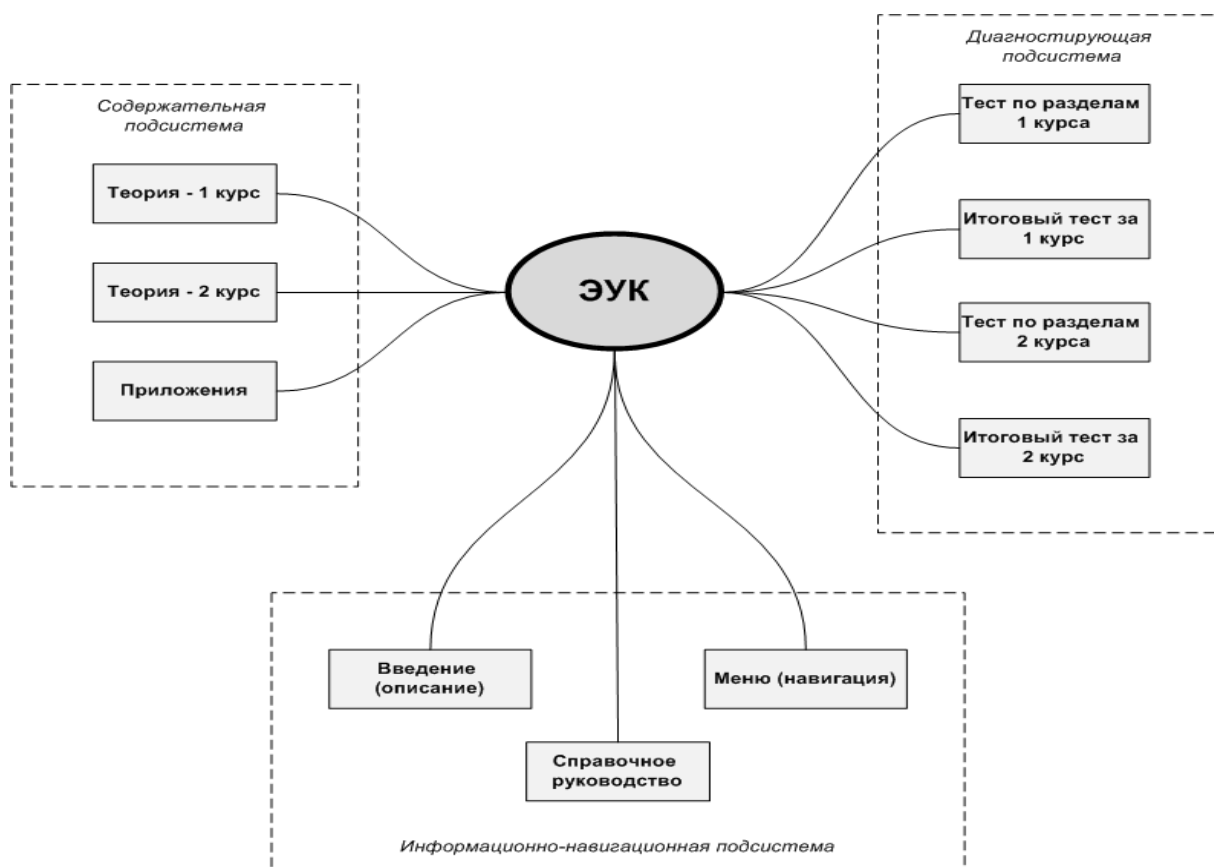 Содержательная
подсистема
Теория - 1 курс
Теория - 2 курс
Приложения
ЭУК
Диагностирующая
подсистема
Тест по разделам
1 курса
Итоговый тест за
1 курс
Тест по разделам
2 курса
Итоговый тест за
2 курс
Введение
(описание)
Меню (навигация)
Справочное
руководство
Информационно-навигационная подсистема